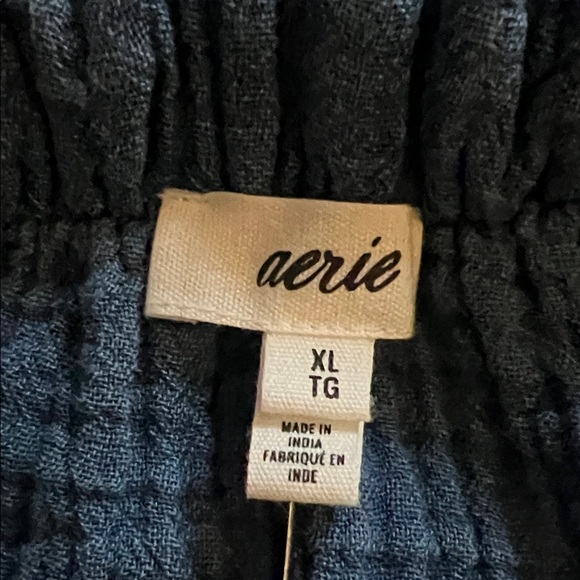 aerie
XL
TG
MADE IN
INDIA
FABRIQUÉ EN
INDE